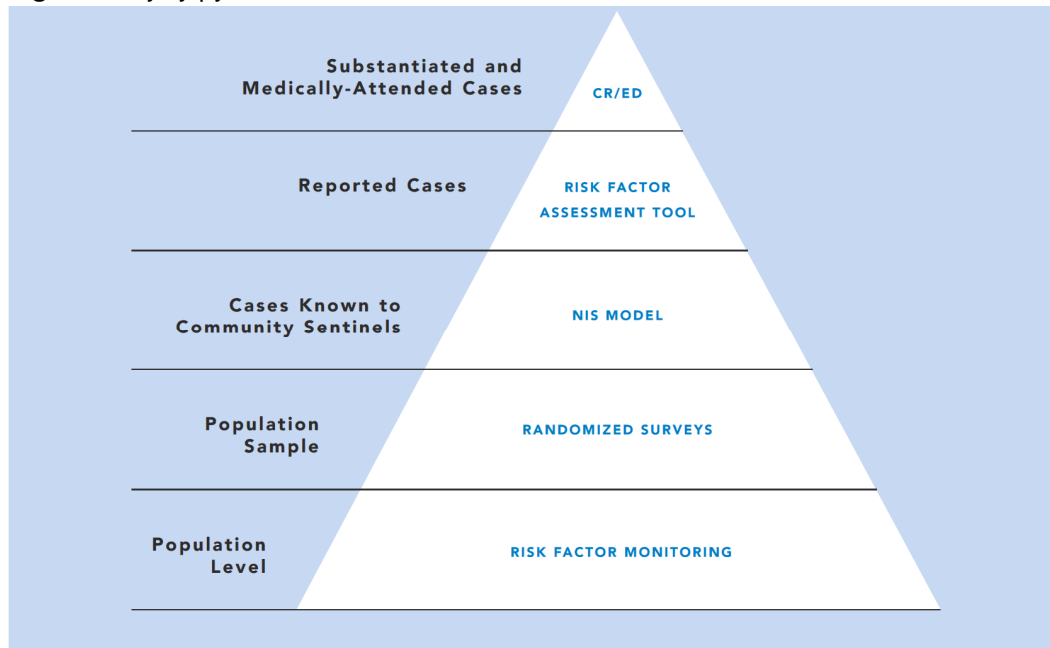 Substantiated and
Medically-Attended Cases
CR/ED
Reported Cases
RISK FACTOR
ASSESSMENT TOOL
Cases Known to
Community Sentinels
NIS MODEL
Population
Sample
RANDOMIZED SURVEYS
Population
Level
RISK FACTOR MONITORING